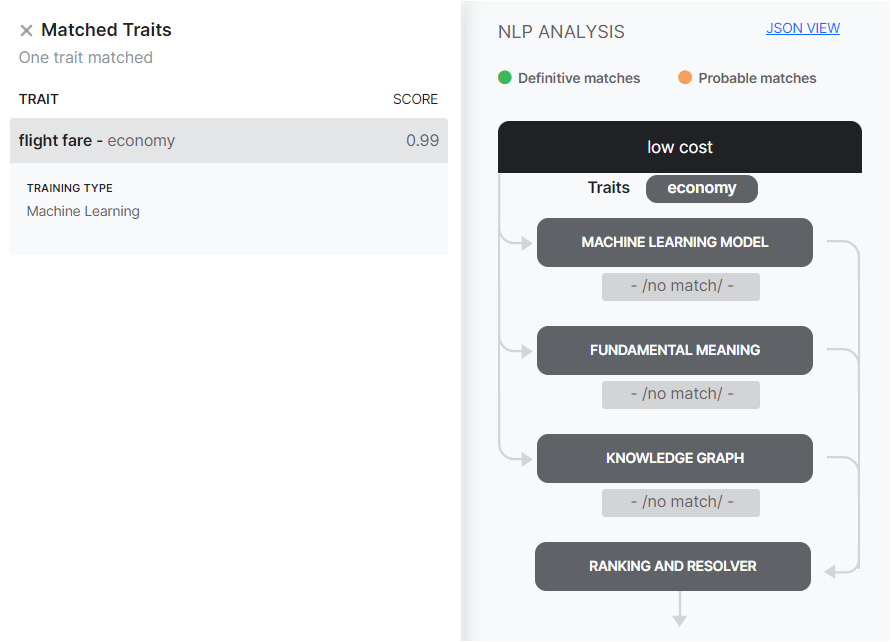 Matched Traits
One trait matched
TRAIT SCORE
flight fare - economy 0.99
TRAINING TYPE
Machine Learning
NLP ANALYSIS JSON VIEW
Definitive matches Probable matches
low cost
Traits economy
MACHINE LEARNING MODEL
- /no match/ -
FUNDAMENTAL MEANING
- /no match/ -
KNOWLEDGE GRAPH
- /no match/ -
RANKING AND RESOLVER